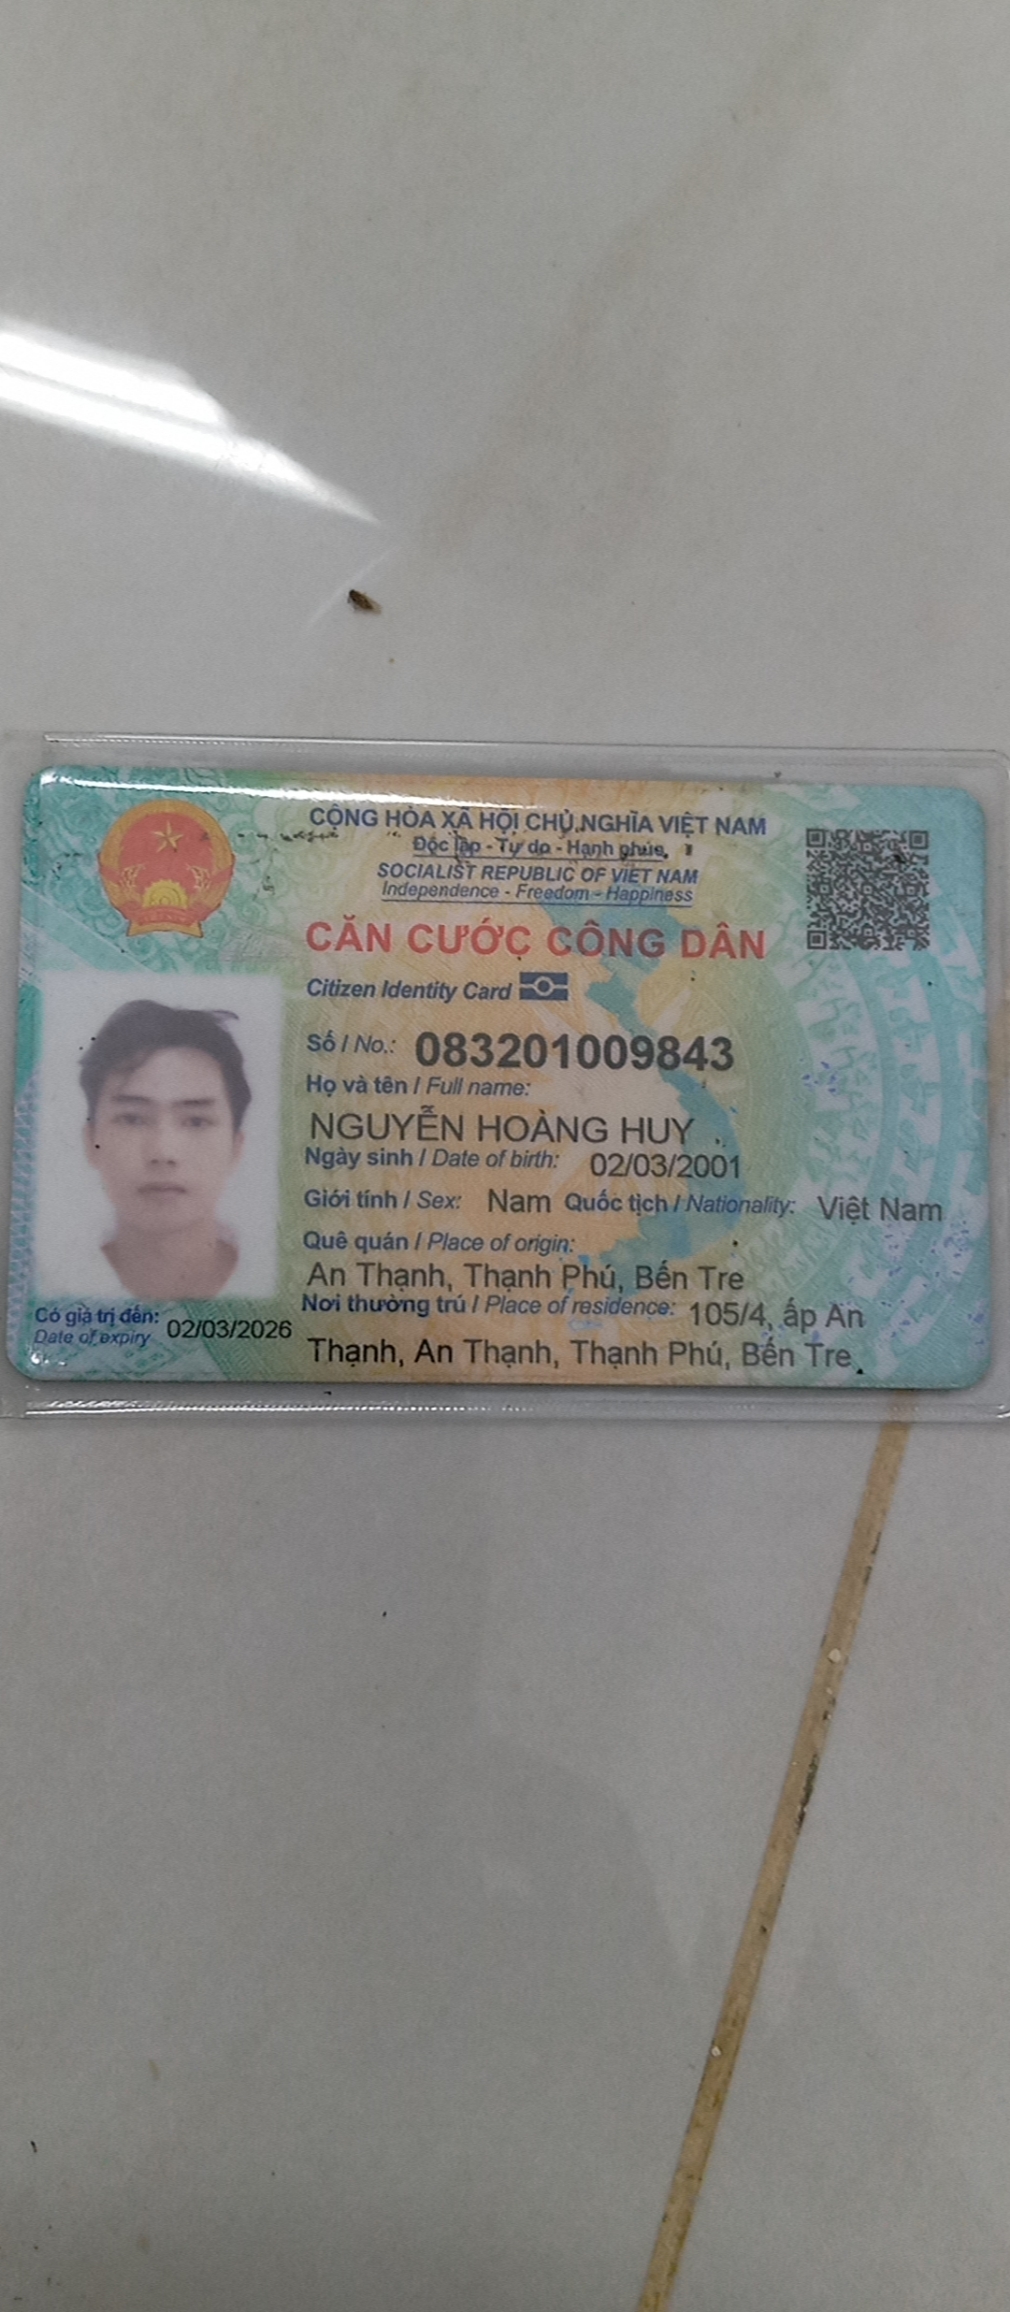 CỘNG HÒA XÃ HỘI CHỦ NGHĨA VIỆT NAM
Độc lập - Tự do - Hạnh phúc
SOCIALIST REPUBLIC OF VIET NAM
Independence - Freedom - Happiness
CĂN CƯỚC CÔNG DÂN
Citizen Identity Card
Số / No.: 083201009843
Họ và tên / Full name:
NGUYỄN HOÀNG HUY
Ngày sinh / Date of birth: 02/03/2001
Giới tính / Sex: Nam Quốc tịch / Nationality: Việt Nam
Quê quán / Place of origin:
An Thạnh, Thạnh Phú, Bến Tre
Nơi thường trú / Place of residence: 105/4, ấp An
Thạnh, An Thạnh, Thạnh Phú, Bến Tre
Có giá trị đến: 02/03/2026
Date of expiry